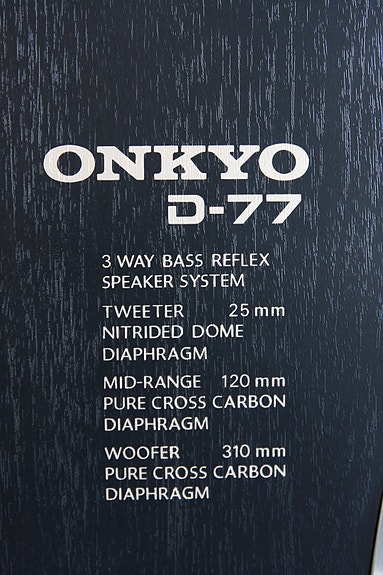 ONKYO
D-77
3 WAY BASS REFLEX
SPEAKER SYSTEM
TWEETER 25 mm
NITRIDED DOME
DIAPHRAGM
MID-RANGE 120 mm
PURE CROSS CARBON
DIAPHRAGM
WOOFER 310 mm
PURE CROSS CARBON
DIAPHRAGM